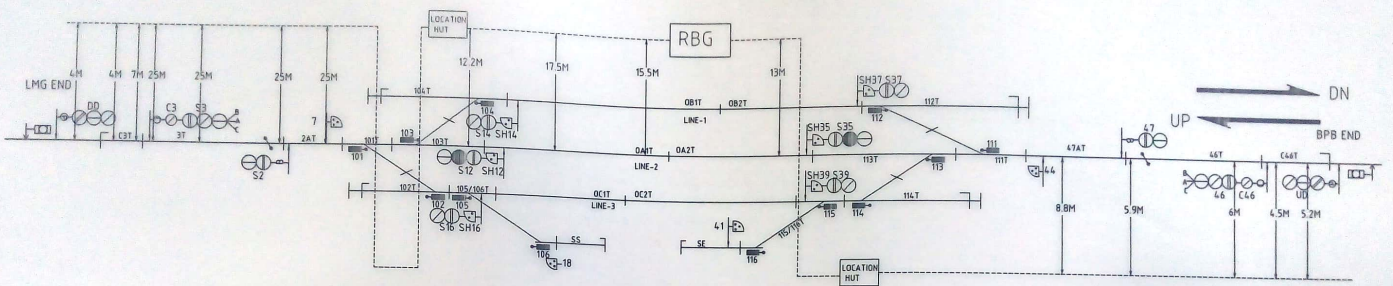 LOCATION HUT
RBG
4M
4M
7M
25M
25M
25M
25M
12.2M
17.5M
15.5M
13M
LMG END
DD
C3 S3
A
B
C
C3T
3T
S2
2AT
7
101
101T
103
103T
104T
104
S14 SH14
S12 SH12
102T
102
105/106T
105
S16 SH16
106
SS
18
OB1T
OB2T
LINE-1
OA1T
OA2T
LINE-2
OC1T
OC2T
LINE-3
SH37 S37
112
112T
SH35 S35
113T
113
111
111T
SH39 S39
115
114
114T
115/116T
41
SE
116
47AT
44
47
DN
UP
BPB END
46T
C46T
B
A
C
46
C46
UD
8.8M
5.9M
6M
4.5M
5.2M
LOCATION HUT